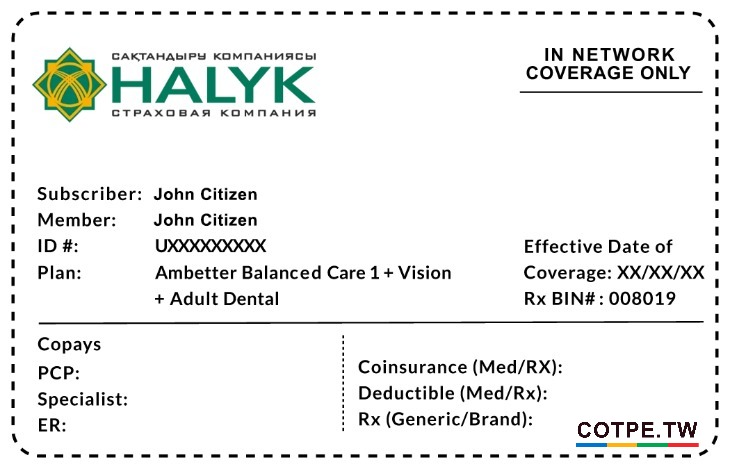 САҚТАНДЫРУ КОМПАНИЯСЫ
HALYK
СТРАХОВАЯ КОМПАНИЯ
IN NETWORK
COVERAGE ONLY
Subscriber: John Citizen
Member: John Citizen
ID #: UXXXXXXXXX
Plan: Ambetter Balanced Care 1 + Vision
+ Adult Dental
Effective Date of
Coverage: XX/XX/XX
Rx BIN# : 008019
Copays
PCP:
Specialist:
ER:
Coinsurance (Med/RX):
Deductible (Med/Rx):
Rx (Generic/Brand):
COTPE.TW